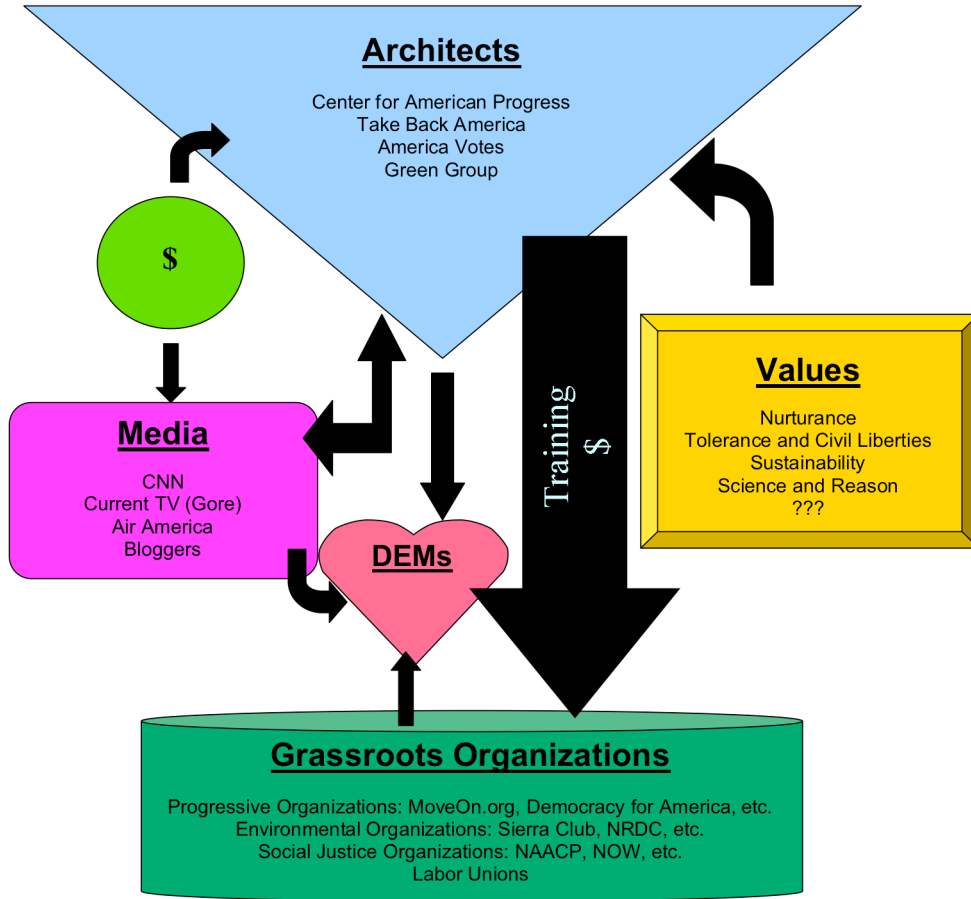 Architects
Center for American Progress
Take Back America
America Votes
Green Group
$
Media
CNN
Current TV (Gore)
Air America
Bloggers
DEMs
Training
$
Values
Nurturance
Tolerance and Civil Liberties
Sustainability
Science and Reason
???
Grassroots Organizations
Progressive Organizations: MoveOn.org, Democracy for America, etc.
Environmental Organizations: Sierra Club, NRDC, etc.
Social Justice Organizations: NAACP, NOW, etc.
Labor Unions